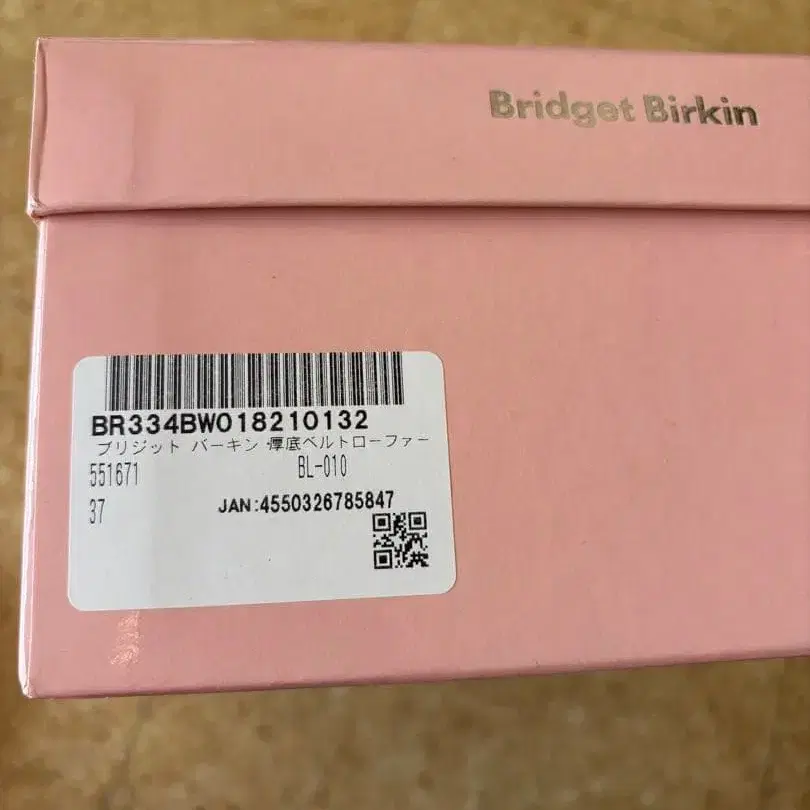 Bridget Birkin
BR334BW018210132
ブリジット バーキン 厚底ベルトローファー
551671 BL-010
37 JAN:4550326785847